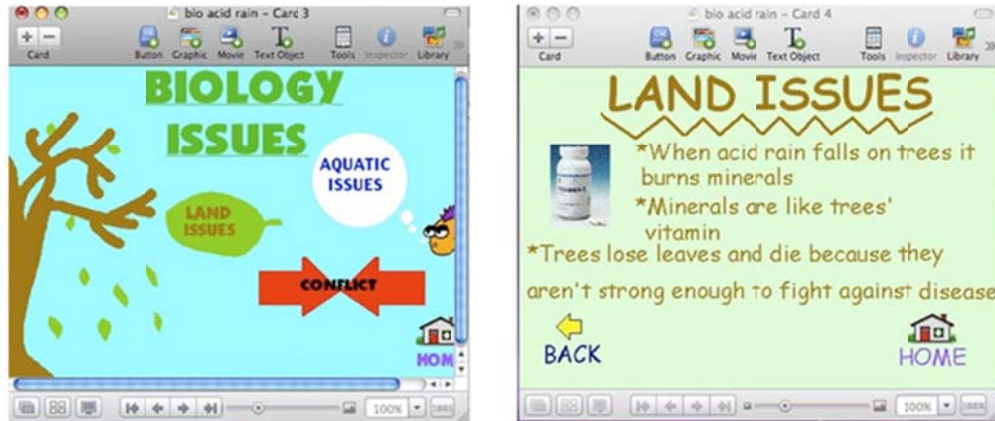 bio acid rain - Card 3
Card
Button Graphic Movie Text Object Tools Inspector Library
BIOLOGY
ISSUES
AQUATIC
ISSUES
LAND
ISSUES
CONFLICT
HOM
100%
bio acid rain - Card 4
Card
Button Graphic Movie Text Object Tools Inspector Library
LAND ISSUES
*When acid rain falls on trees it
burns minerals
*Minerals are like trees'
vitamin
*Trees lose leaves and die because they
aren't strong enough to fight against disease
BACK
HOME
100%